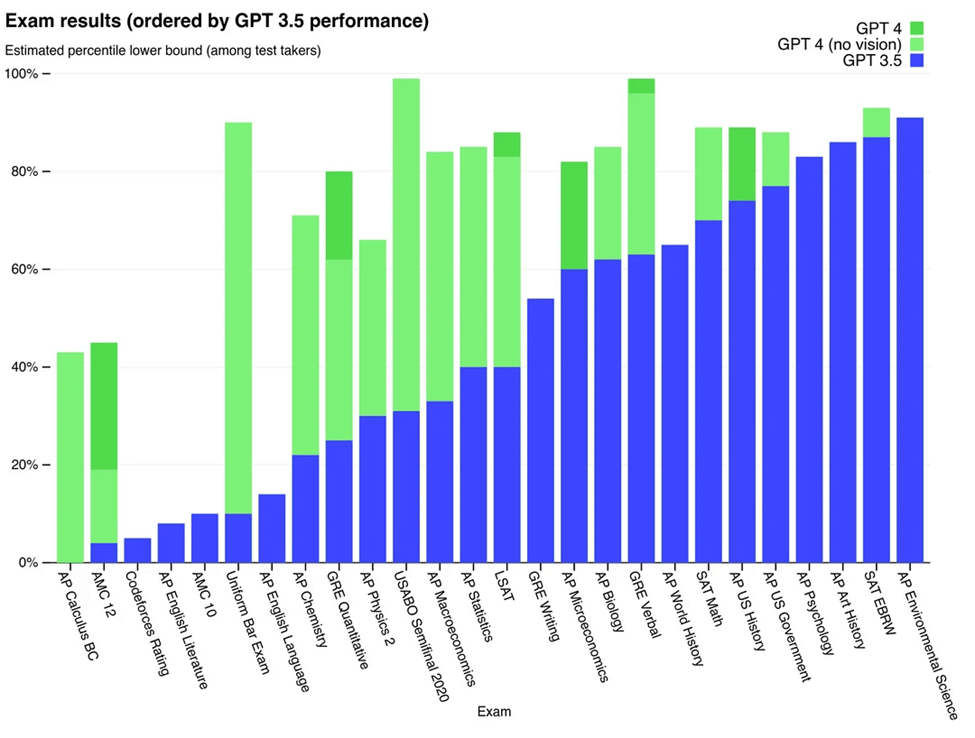 Exam results (ordered by GPT 3.5 performance)
Estimated percentile lower bound (among test takers)
GPT 4
GPT 4 (no vision)
GPT 3.5
100%
80%
60%
40%
20%
0%
AP Calculus BC
AMC 12
Codeforces Rating
AP English Literature
AMC 10
Uniform Bar Exam
AP English Language
AP Chemistry
GRE Quantitative
AP Physics 2
USABO Semifinal 2020
AP Macroeconomics
AP Statistics
LSAT
GRE Writing
AP Microeconomics
AP Biology
GRE Verbal
AP World History
SAT Math
AP US History
AP US Government
AP Psychology
AP Art History
SAT EBRW
AP Environmental Science
Exam